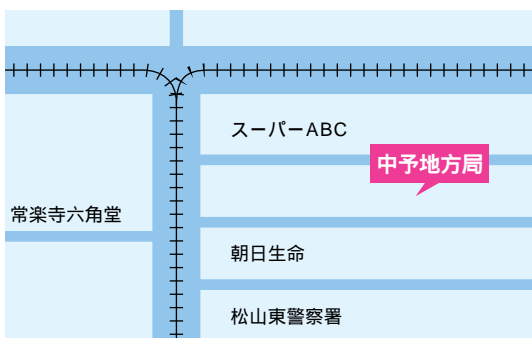 スーパーABC
中予地方局
常楽寺六角堂
朝日生命
松山東警察署